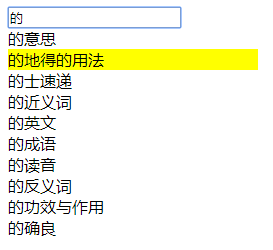 的
的意思
的地得的用法
的士速递
的近义词
的英文
的成语
的读音
的反义词
的功效与作用
的确良